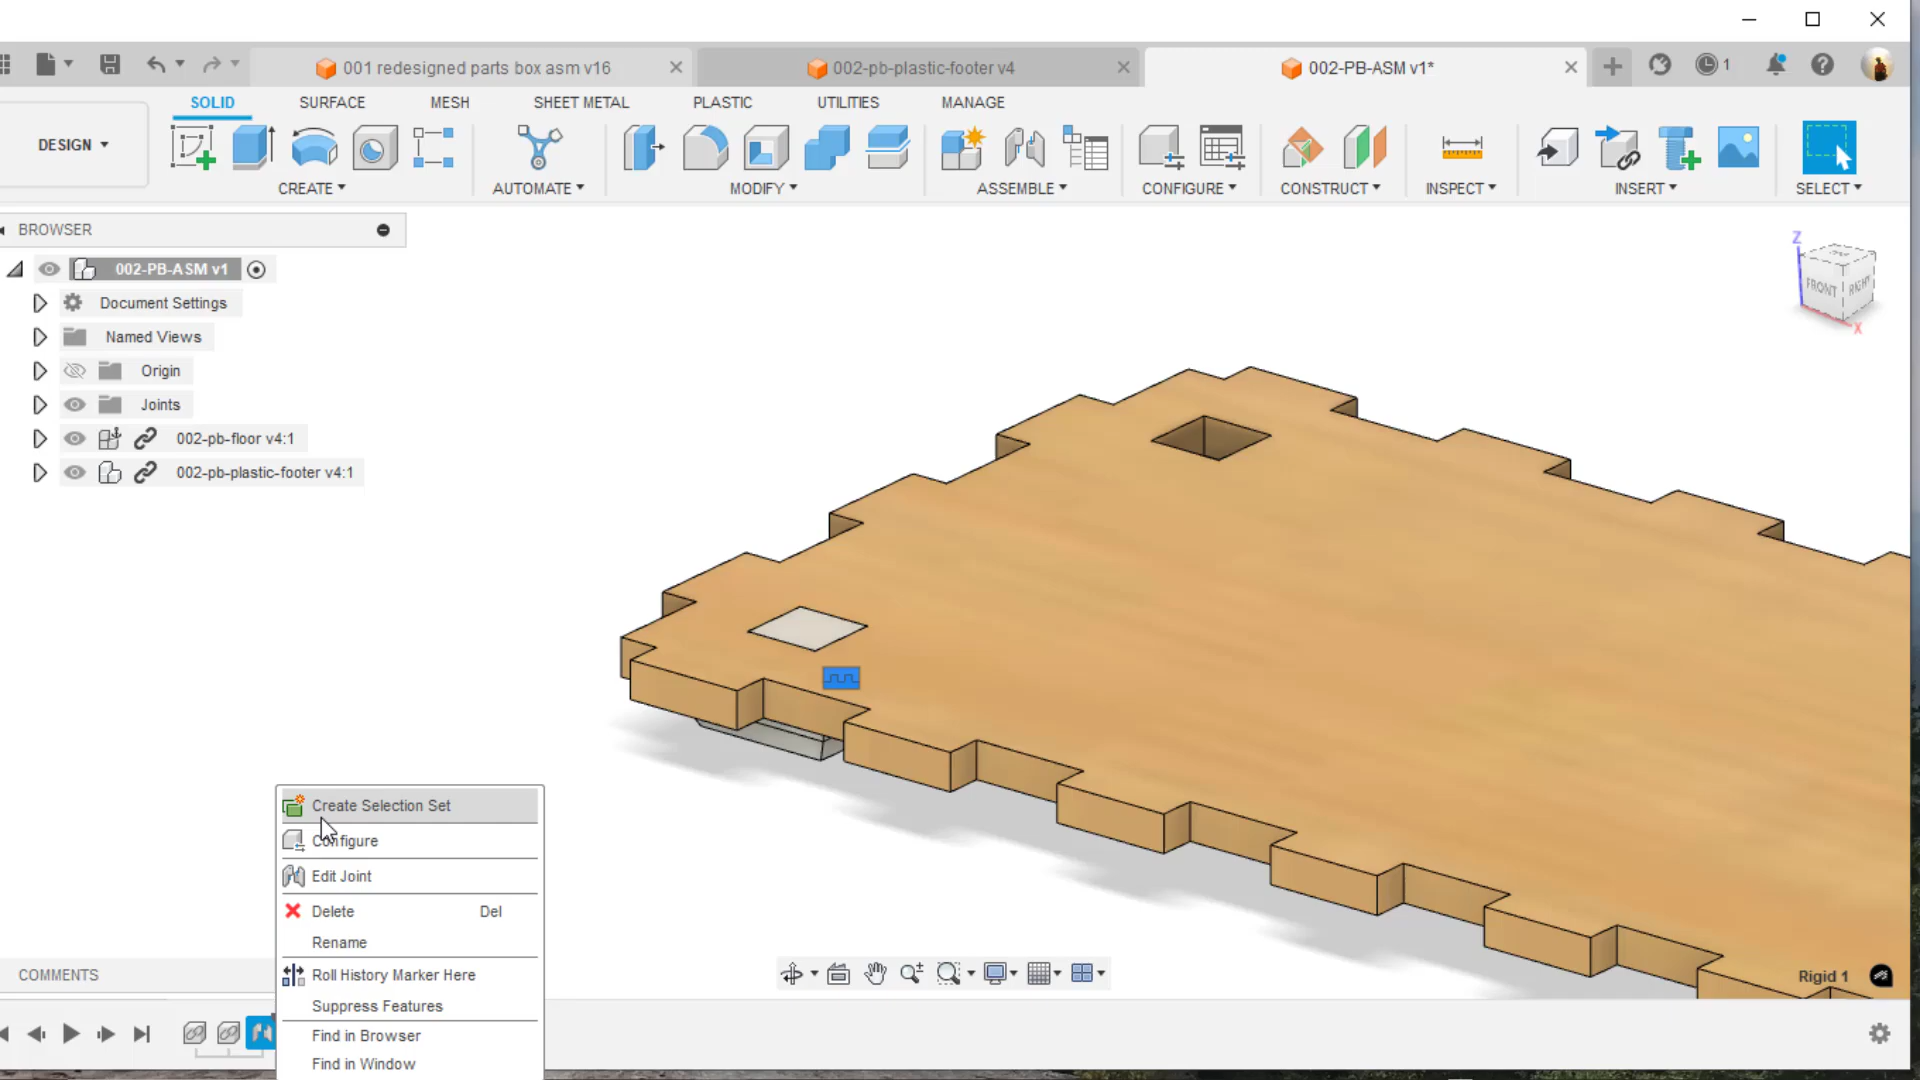 001 redesigned parts box asm v16
002-pb-plastic-footer v4
002-PB-ASM v1*
1
SOLID
SURFACE
MESH
SHEET METAL
PLASTIC
UTILITIES
MANAGE
DESIGN
CREATE
AUTOMATE
MODIFY
ASSEMBLE
CONFIGURE
CONSTRUCT
INSPECT
INSERT
SELECT
BROWSER
002-PB-ASM v1
Document Settings
Named Views
Origin
Joints
002-pb-floor v4:1
002-pb-plastic-footer v4:1
Z
FRONT
RIGHT
X
Create Selection Set
Configure
Edit Joint
Delete Del
Rename
Roll History Marker Here
Suppress Features
Find in Browser
Find in Window
COMMENTS
Rigid 1